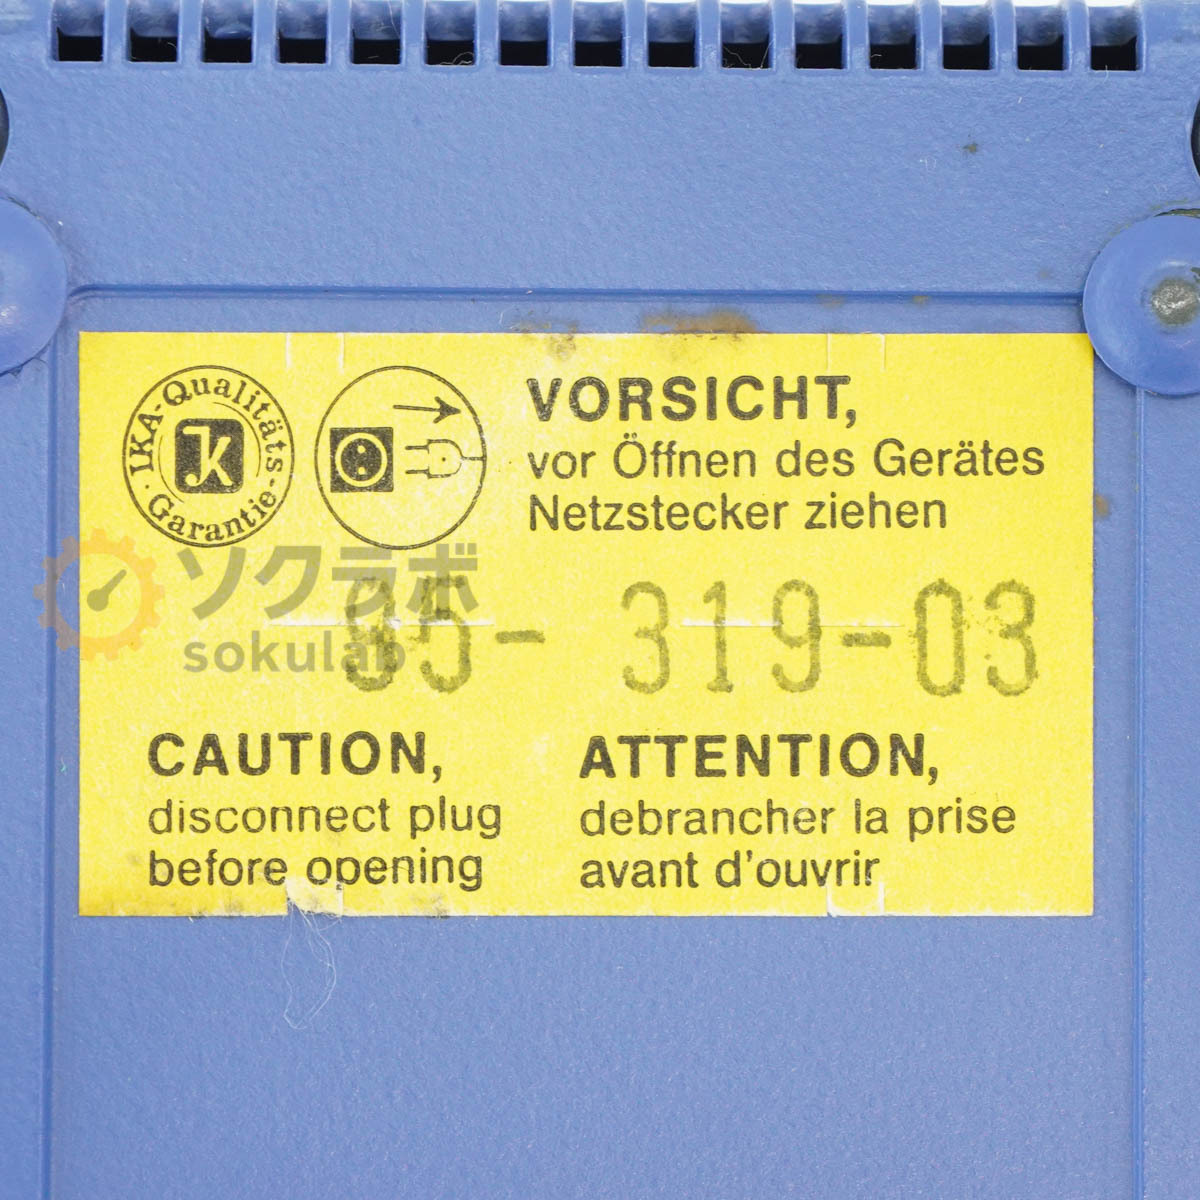 IKA-Qualitäts-Garantie
VORSICHT,
vor Öffnen des Gerätes
Netzstecker ziehen
ソクラボ
sokulab
319-03
CAUTION,
disconnect plug
before opening
ATTENTION,
debrancher la prise
avant d'ouvrir